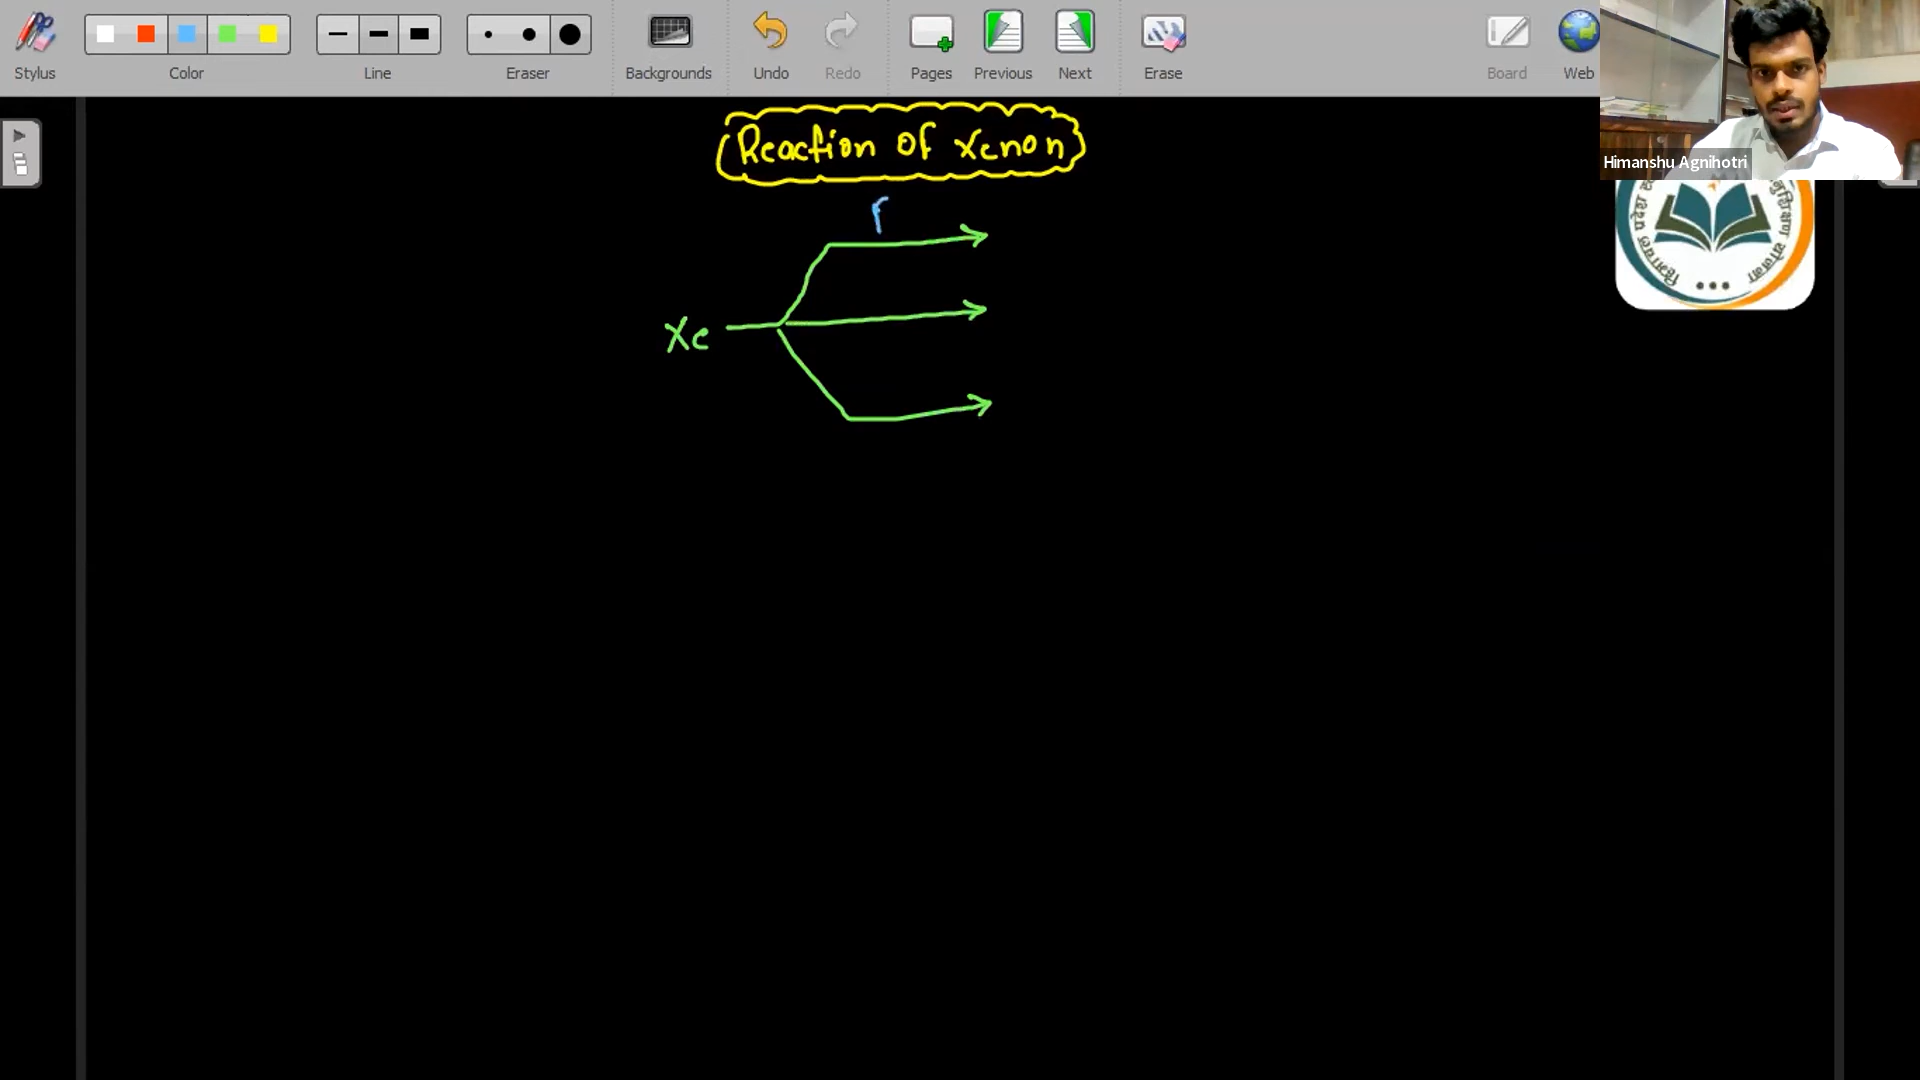 Stylus Color Line Eraser Backgrounds Undo Redo Pages Previous Next Erase Board Web
Himanshu Agnihotri
Reaction of Xenon
Xe